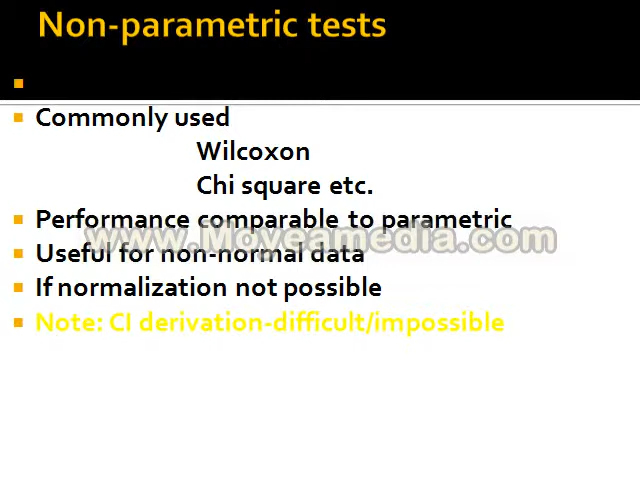 Non-parametric tests
Commonly used
Wilcoxon
Chi square etc.
Performance comparable to parametric
www.Moveamedia.com
Useful for non-normal data
If normalization not possible
Note: CI derivation-difficult/impossible